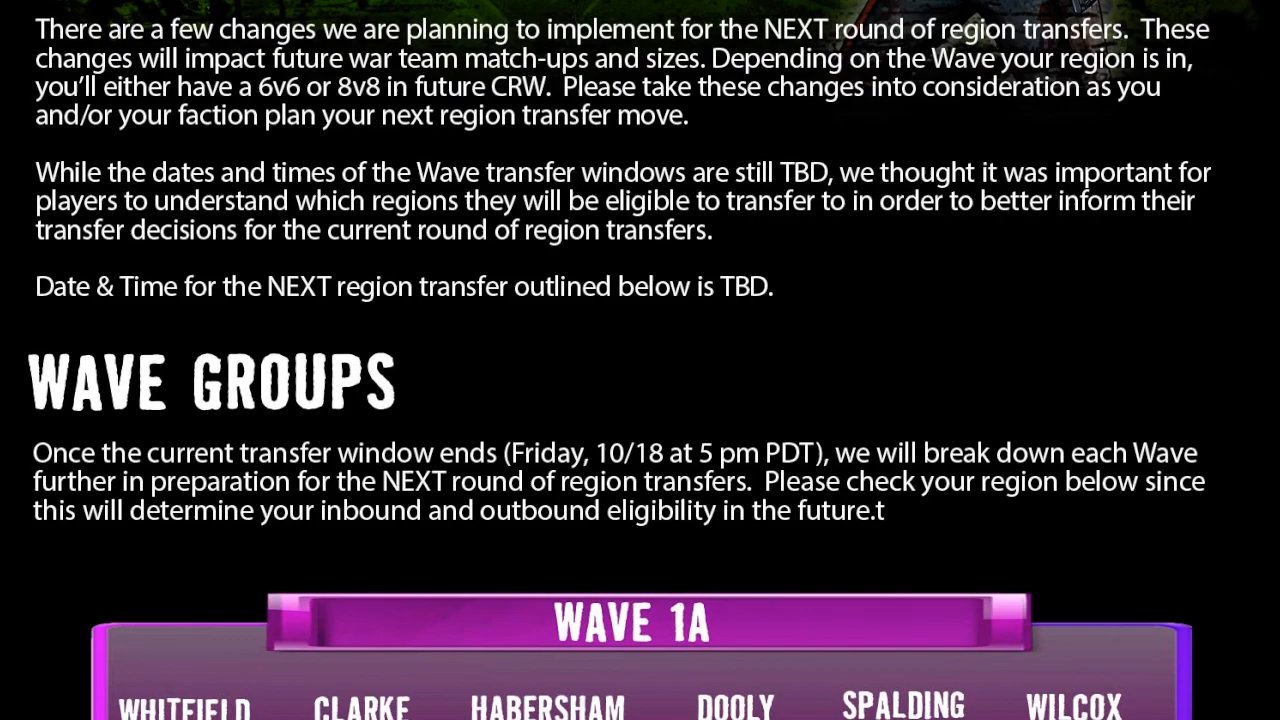 There are a few changes we are planning to implement for the NEXT round of region transfers.  These
changes will impact future war team match-ups and sizes. Depending on the Wave your region is in,
you’ll either have a 6v6 or 8v8 in future CRW.  Please take these changes into consideration as you
and/or your faction plan your next region transfer move.
While the dates and times of the Wave transfer windows are still TBD, we thought it was important for
players to understand which regions they will be eligible to transfer to in order to better inform their
transfer decisions for the current round of region transfers.
Date & Time for the NEXT region transfer outlined below is TBD.
WAVE GROUPS
Once the current transfer window ends (Friday, 10/18 at 5 pm PDT), we will break down each Wave
further in preparation for the NEXT round of region transfers.  Please check your region below since
this will determine your inbound and outbound eligibility in the future.t
WAVE 1A
WHITFIELD CLARKE HABERSHAM DOOLY SPALDING WILCOX